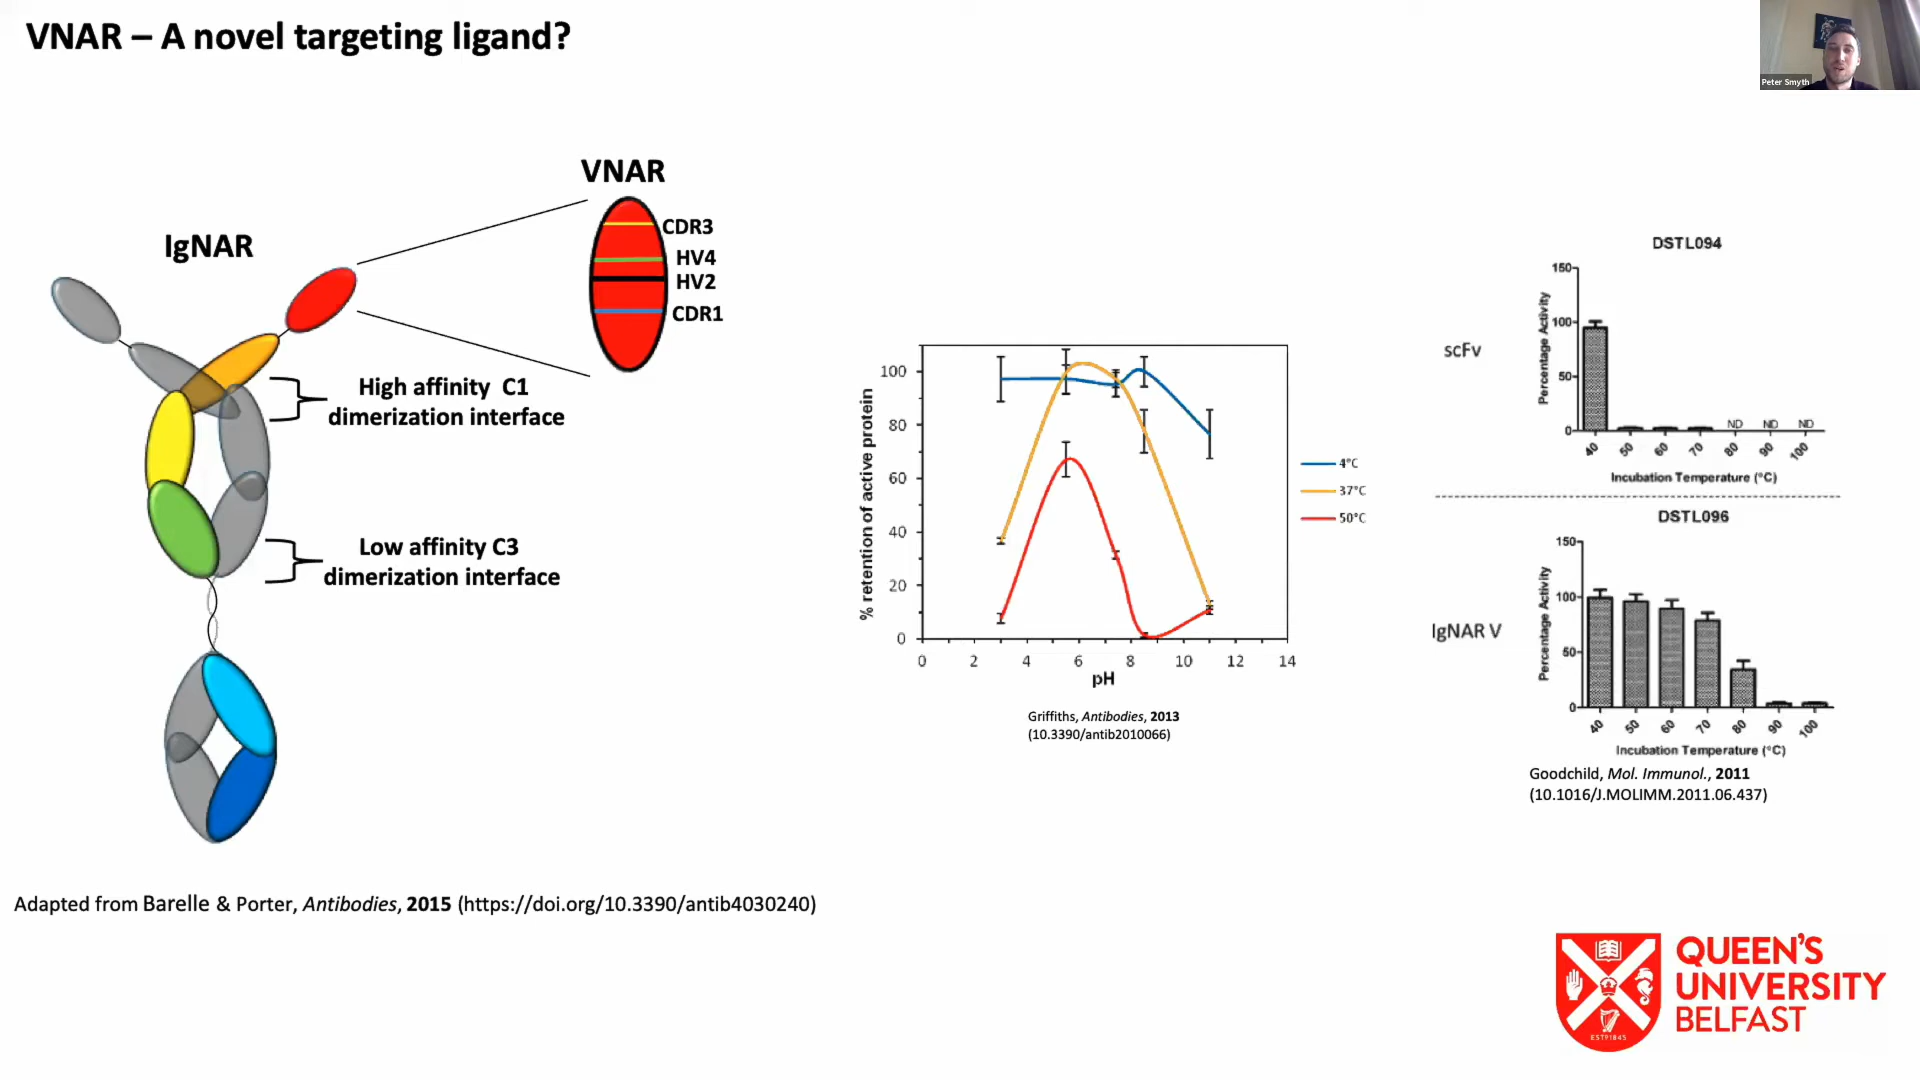 VNAR – A novel targeting ligand?
Peter Smyth
VNAR
CDR3
HV4
HV2
CDR1
IgNAR
High affinity C1
dimerization interface
Low affinity C3
dimerization interface
Adapted from Barelle & Porter, Antibodies, 2015 (https://doi.org/10.3390/antib4030240)
% retention of active protein
100
80
60
40
20
0
0 2 4 6 8 10 12 14
pH
4°C
37°C
50°C
Griffiths, Antibodies, 2013
(10.3390/antib2010066)
DSTL094
scFv
Percentage Activity
150
100
50
0
ND ND ND
40 50 60 70 80 90 100
Incubation Temperature (°C)
DSTL096
IgNAR V
Percentage Activity
150
100
50
0
40 50 60 70 80 90 100
Incubation Temperature (°C)
Goodchild, Mol. Immunol., 2011
(10.1016/J.MOLIMM.2011.06.437)
QUEEN'S
UNIVERSITY
BELFAST
ESTD1845